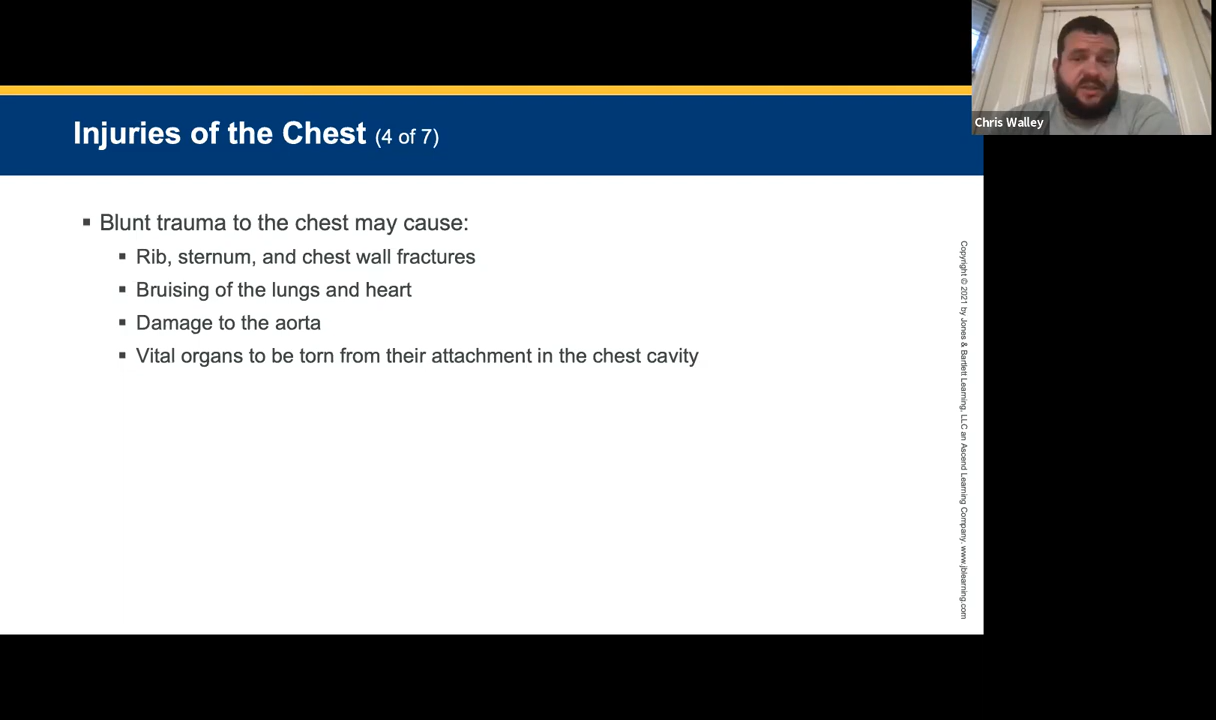 Injuries of the Chest (4 of 7)
▪ Blunt trauma to the chest may cause:
▪ Rib, sternum, and chest wall fractures
▪ Bruising of the lungs and heart
▪ Damage to the aorta
▪ Vital organs to be torn from their attachment in the chest cavity
Chris Walley
Copyright © 2021 by Jones & Bartlett Learning, LLC an Ascend Learning Company. www.jblearning.com